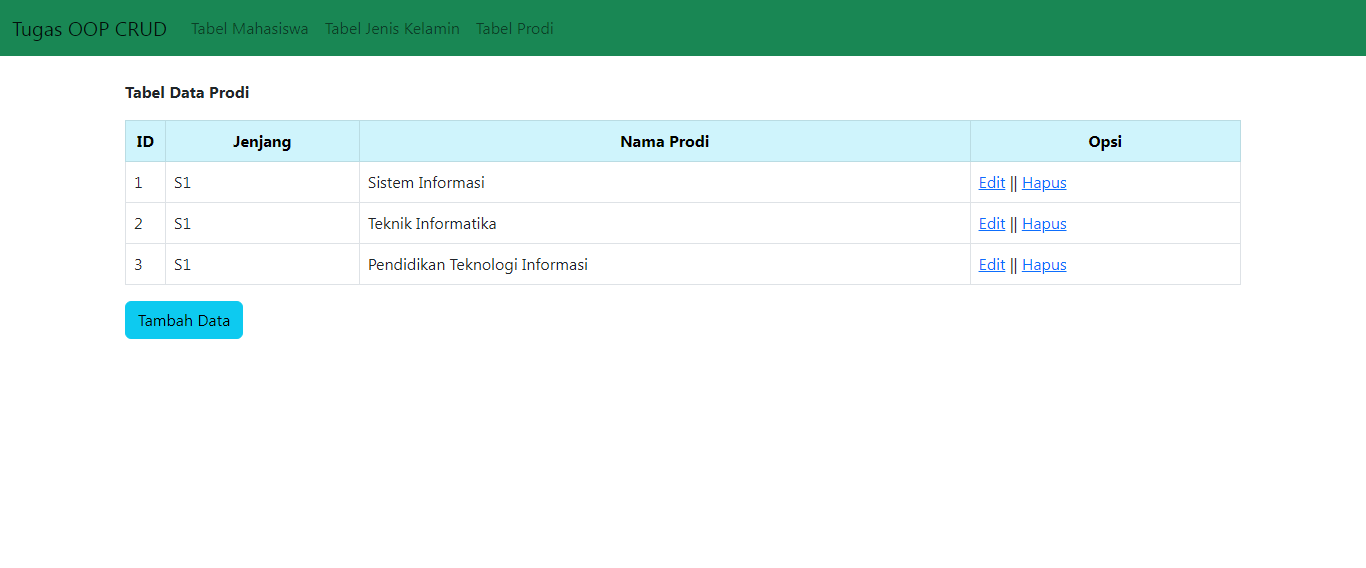 Tugas OOP CRUD Tabel Mahasiswa Tabel Jenis Kelamin Tabel Prodi
Tabel Data Prodi
ID Jenjang Nama Prodi Opsi
1 S1 Sistem Informasi Edit || Hapus
2 S1 Teknik Informatika Edit || Hapus
3 S1 Pendidikan Teknologi Informasi Edit || Hapus
Tambah Data